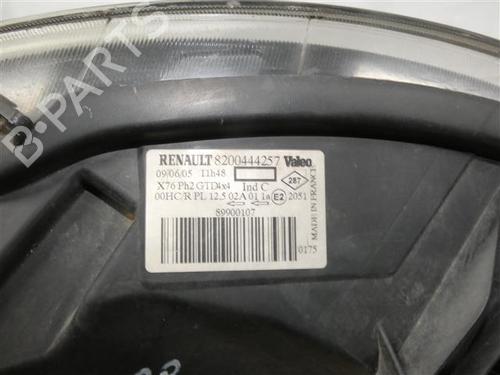 B-PARTS
RENAULT 8200444257 Valeo
09/06.05 11h48
287
X76 Ph2 GTD4x4 Ind C
00HC/R PL 12.5 02A 01 1a E2 2051
89900107
MADE IN FRANCE
0175